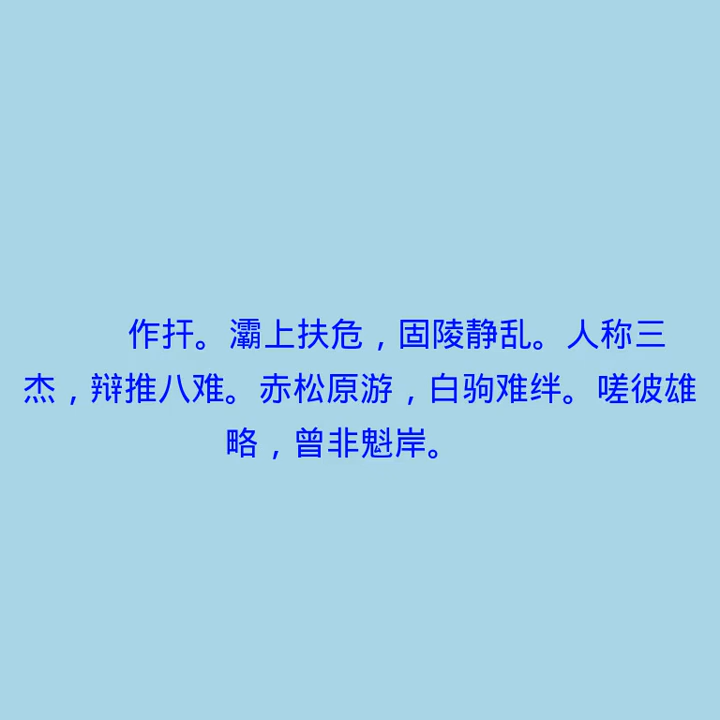 作扞。灞上扶危，固陵静乱。人称三
杰，辩推八难。赤松原游，白驹难绊。嗟彼雄
略，曾非魁岸。